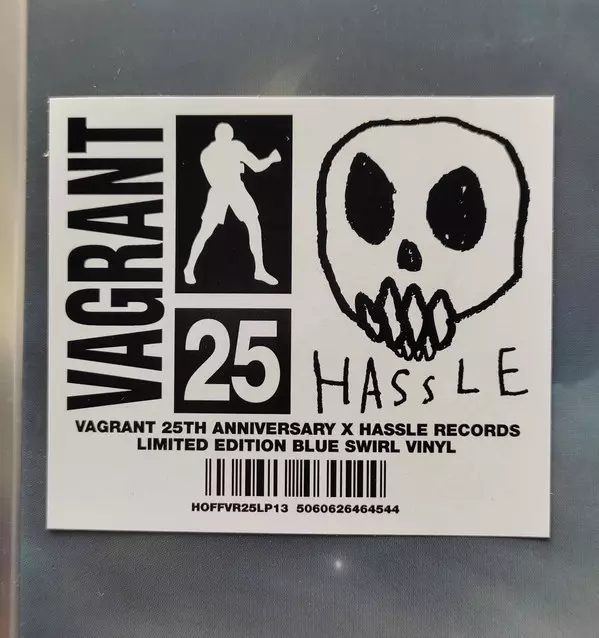 VAGRANT
25
HASSLE
VAGRANT 25TH ANNIVERSARY X HASSLE RECORDS
LIMITED EDITION BLUE SWIRL VINYL
HOFFVR25LP13 5060626464544